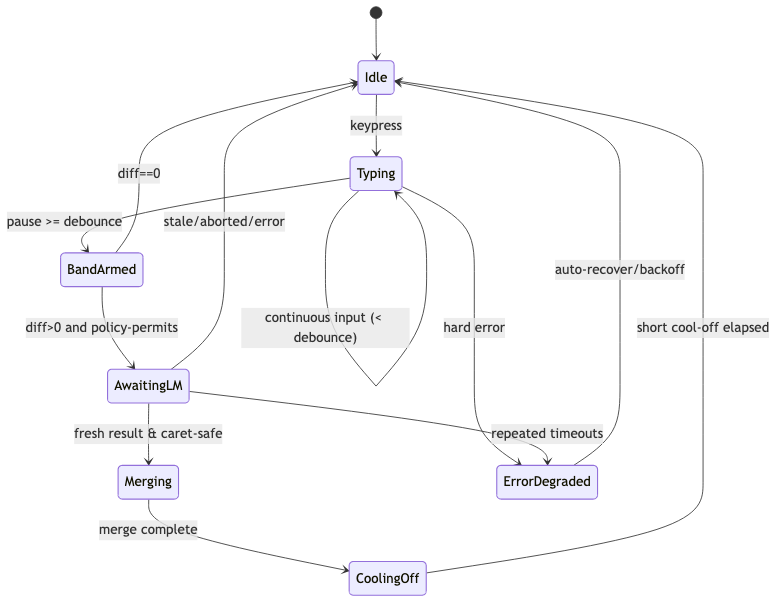 Idle
keypress
Typing
diff==0
pause >= debounce
stale/aborted/error
BandArmed
auto-recover/backoff
continuous input (<
debounce)
diff>0 and policy-permits
hard error
short cool-off elapsed
AwaitingLM
fresh result & caret-safe
repeated timeouts
Merging
ErrorDegraded
merge complete
CoolingOff